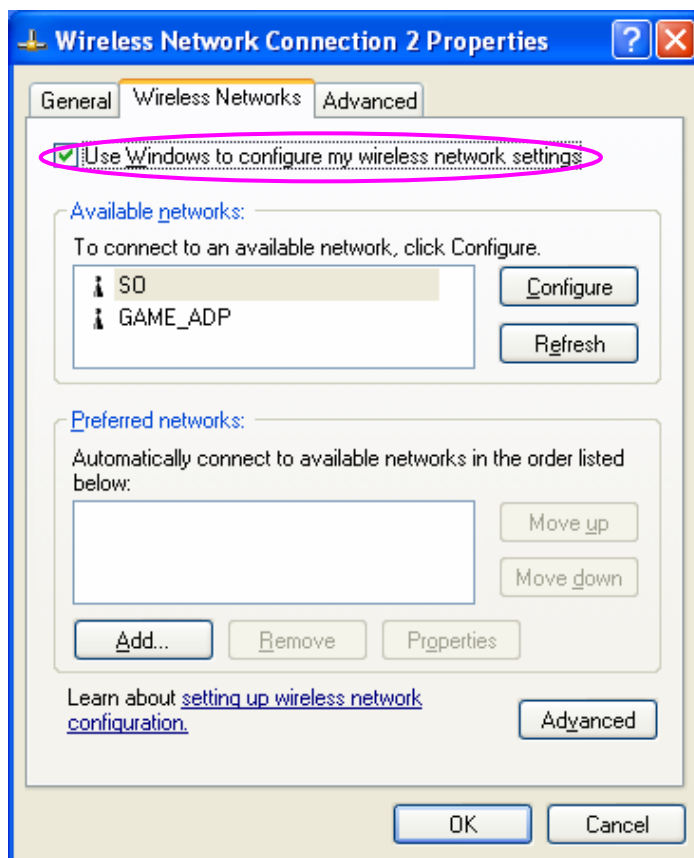 Wireless Network Connection 2 Properties
General Wireless Networks Advanced
Use Windows to configure my wireless network settings
Available networks:
To connect to an available network, click Configure.
SO
GAME_ADP
Configure
Refresh
Preferred networks:
Automatically connect to available networks in the order listed
below:
Move up
Move down
Add... Remove Properties
Learn about setting up wireless network
configuration.
Advanced
OK Cancel